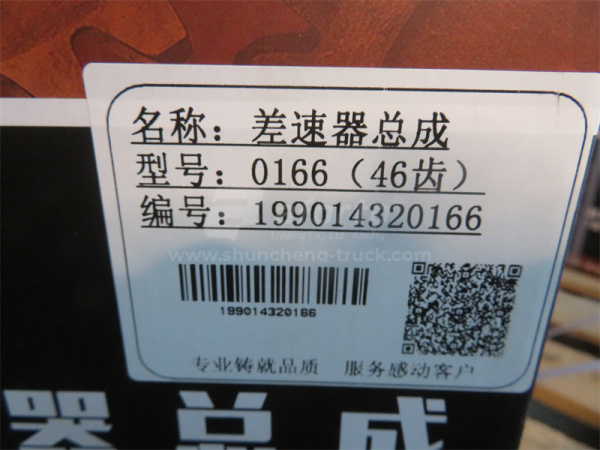 名称：差速器总成
型号：0166（46齿）
编号：199014320166
www.shuncheng-truck.com
199014320166
专业铸就品质 服务感动客户
器总成